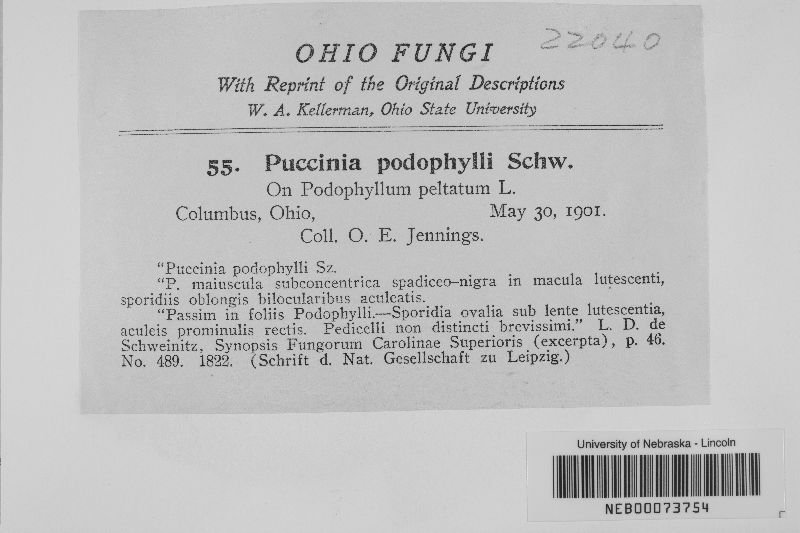 22040
OHIO FUNGI
With Reprint of the Original Descriptions
W. A. Kellerman, Ohio State University
55. Puccinia podophylli Schw.
On Podophyllum peltatum L.
Columbus, Ohio, May 30, 1901.
Coll. O. E. Jennings.
"Puccinia podophylli Sz.
"P. maiuscula subconcentrica spadiceo-nigra in macula lutescenti,
sporidiis oblongis bilocularibus aculeatis.
"Passim in foliis Podophylli.—Sporidia ovalia sub lente lutescentia,
aculeis prominulis rectis. Pedicelli non distincti brevissimi." L. D. de
Schweinitz, Synopsis Fungorum Carolinae Superioris (excerpta), p. 46.
No. 489. 1822. (Schrift d. Nat. Gesellschaft zu Leipzig.)
University of Nebraska - Lincoln
NEB00073754